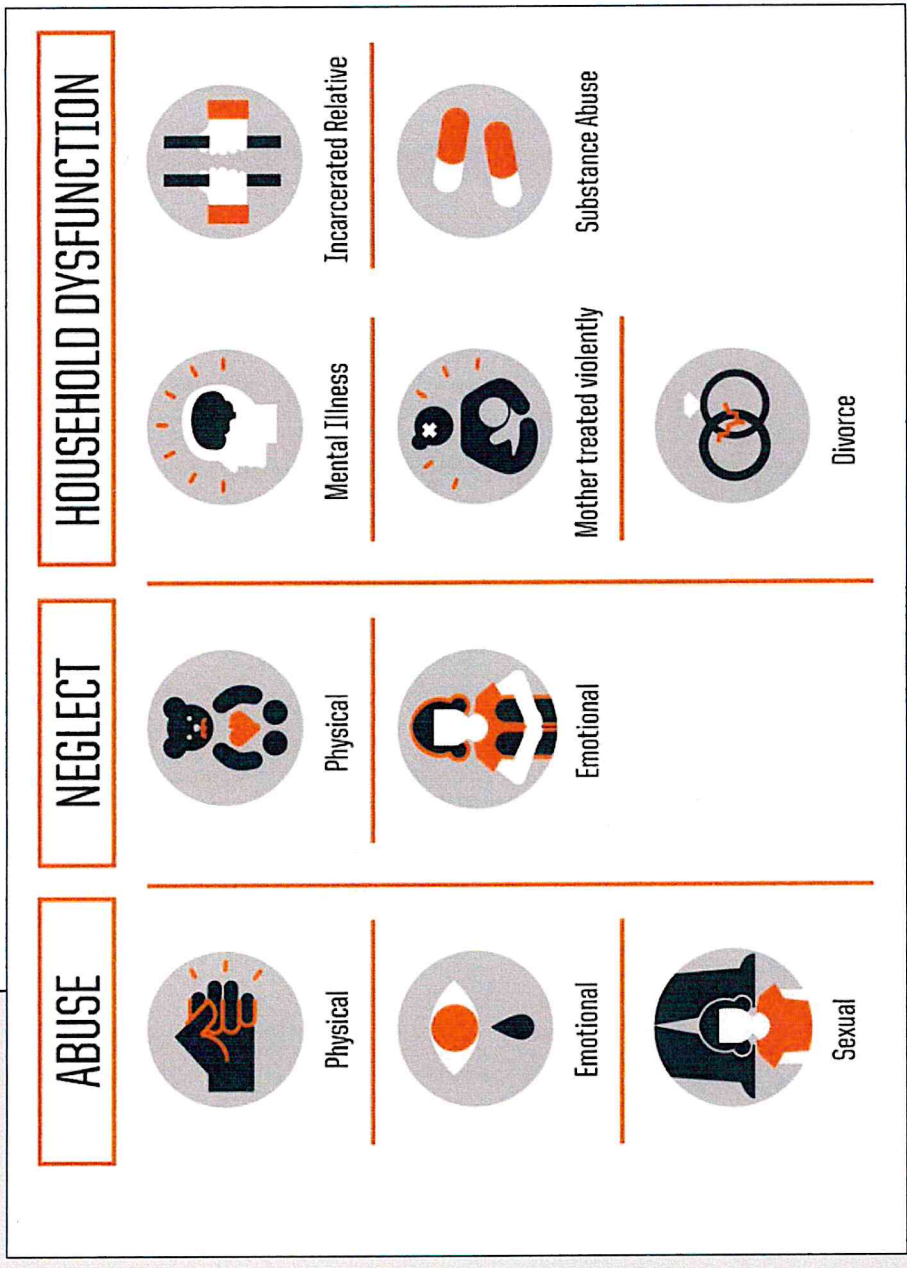 ABUSE
Physical
Emotional
Sexual
NEGLECT
Physical
Emotional
HOUSEHOLD DYSFUNCTION
Mental Illness
Incarcerated Relative
Mother treated violently
Substance Abuse
Divorce